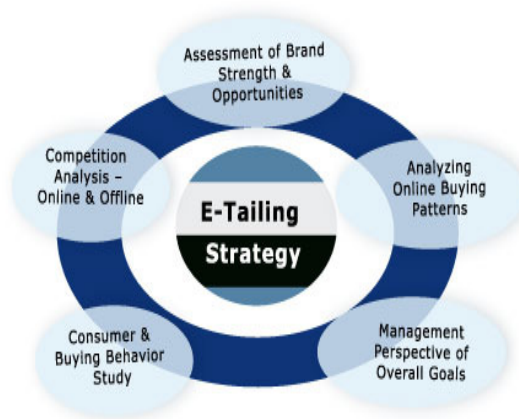 Assessment of Brand
Strength &
Opportunities
Competition
Analysis –
Online & Offline
Analyzing
Online Buying
Patterns
E-Tailing
Strategy
Consumer &
Buying Behavior
Study
Management
Perspective of
Overall Goals